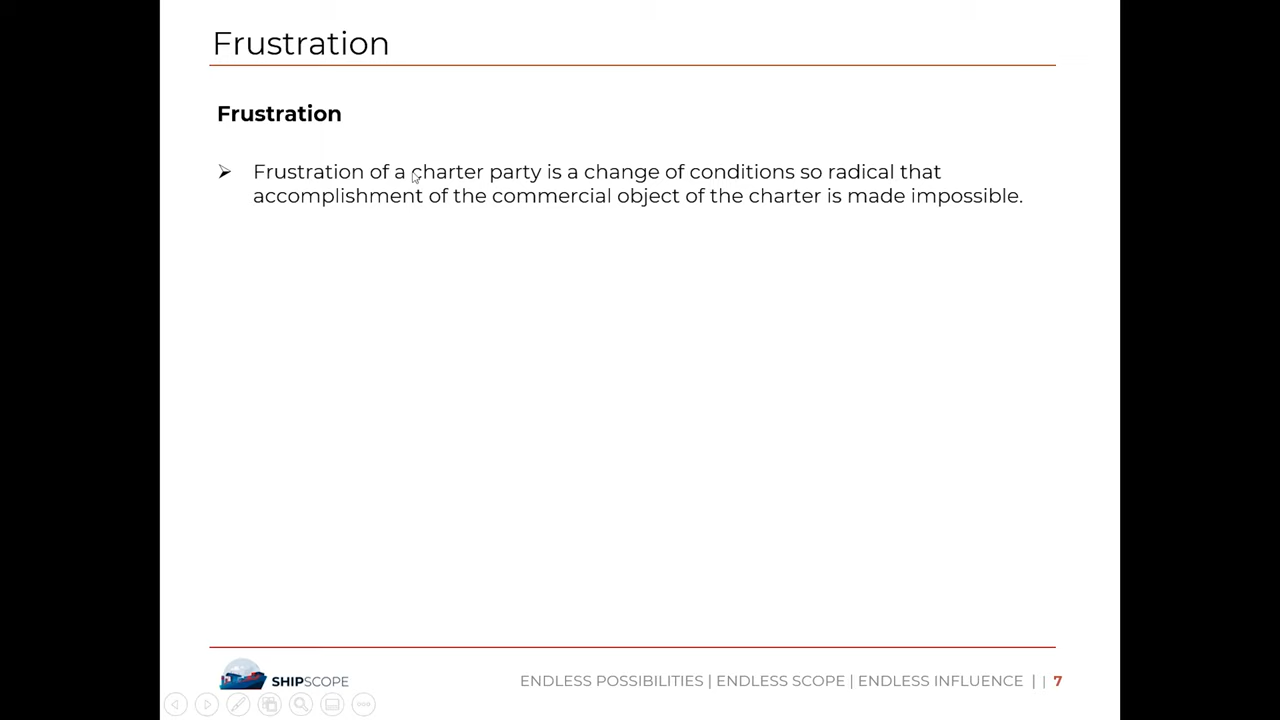 Frustration
Frustration
Frustration of a charter party is a change of conditions so radical that
accomplishment of the commercial object of the charter is made impossible.
SHIPSCOPE
ENDLESS POSSIBILITIES | ENDLESS SCOPE | ENDLESS INFLUENCE | | 7